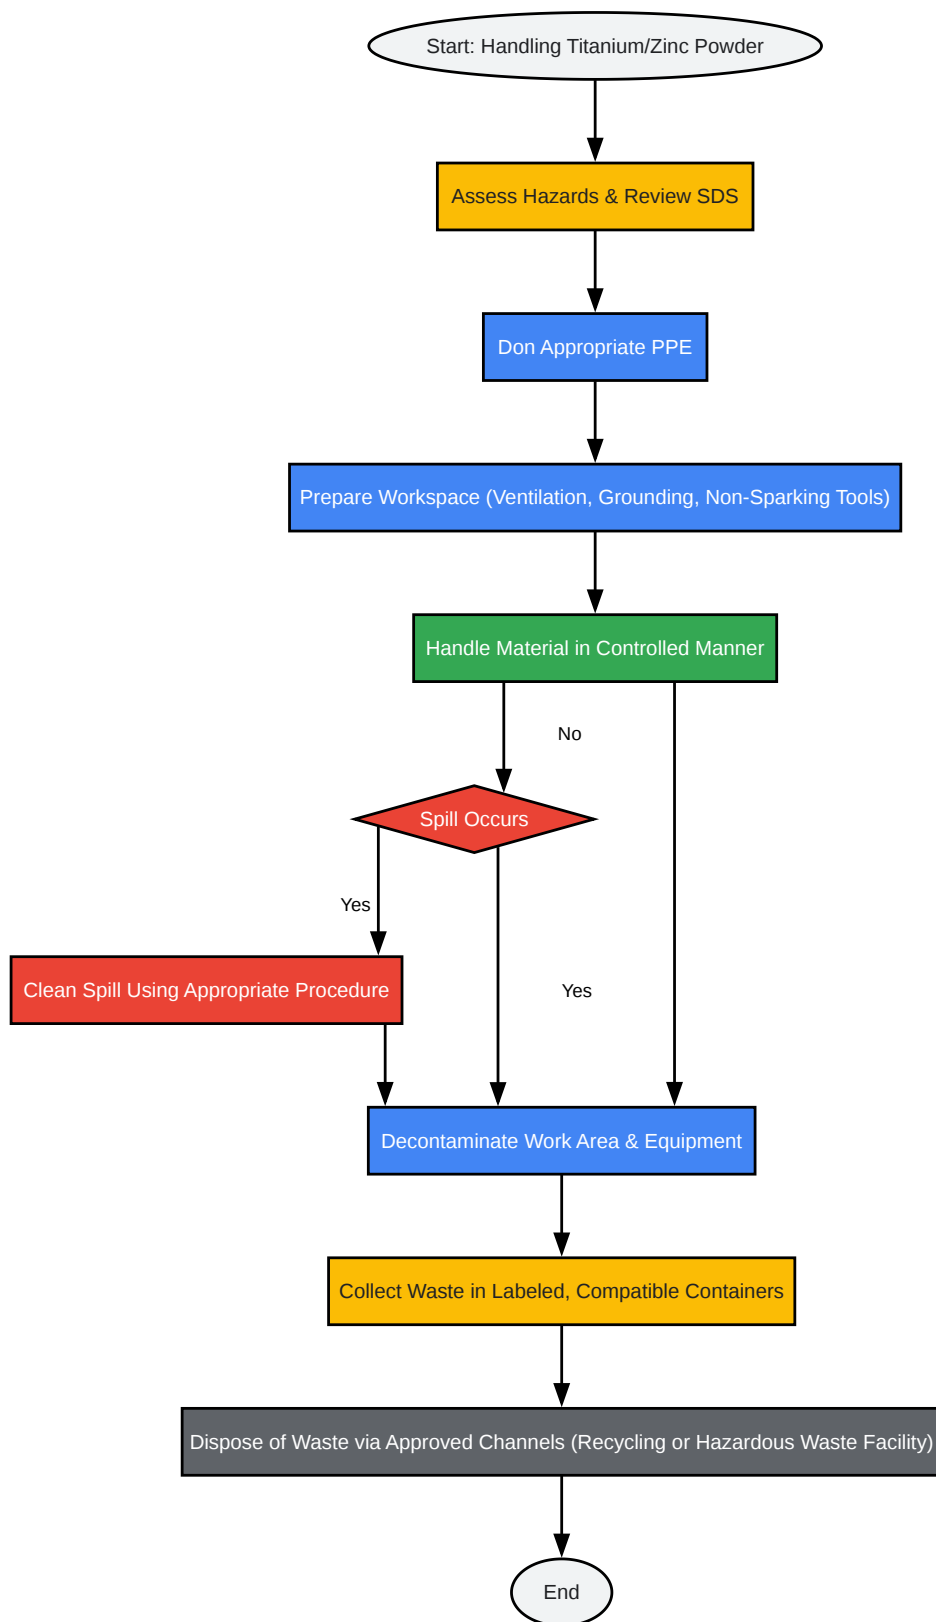 Start: Handling Titanium/Zinc Powder
Assess Hazards & Review SDS
Don Appropriate PPE
Prepare Workspace (Ventilation, Grounding, Non-Sparking Tools)
Handle Material in Controlled Manner
No
Spill Occurs
Yes
Clean Spill Using Appropriate Procedure
Yes
Decontaminate Work Area & Equipment
Collect Waste in Labeled, Compatible Containers
Dispose of Waste via Approved Channels (Recycling or Hazardous Waste Facility)
End